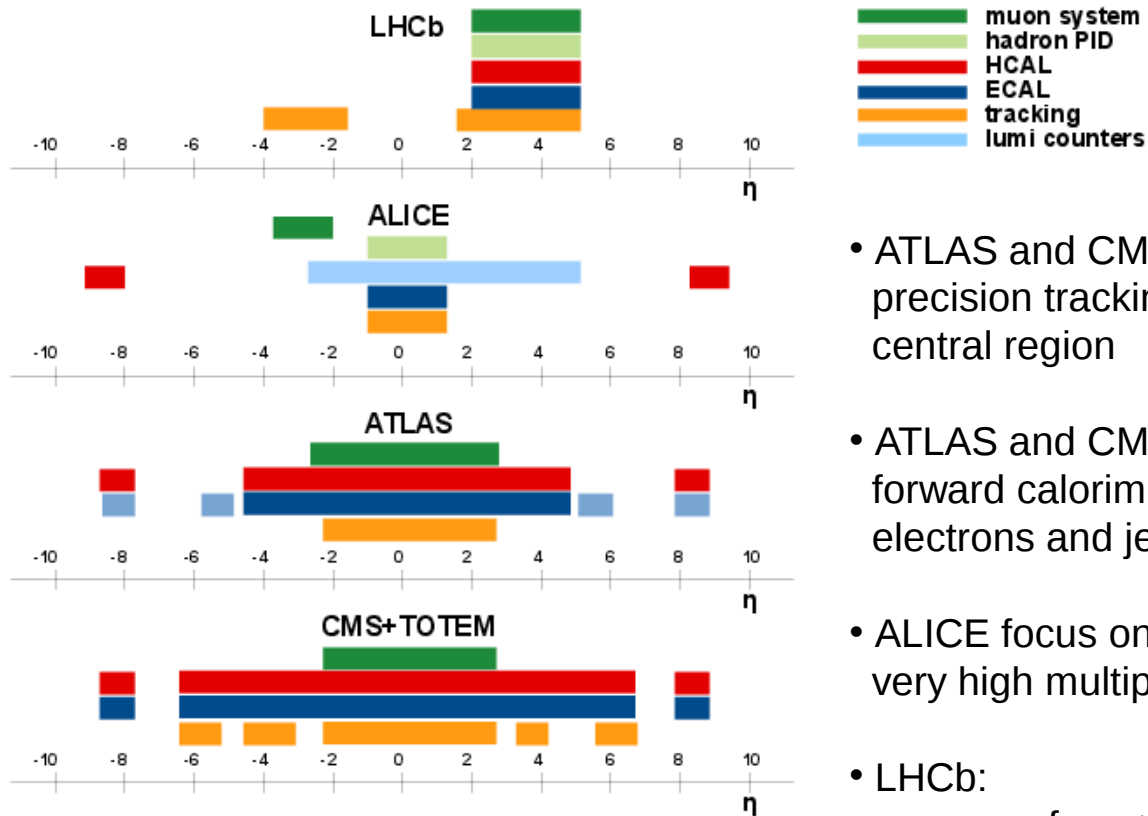 LHCb
-10 -8 -6 -4 -2 0 2 4 6 8 10
η
ALICE
-10 -8 -6 -4 -2 0 2 4 6 8 10
η
ATLAS
-10 -8 -6 -4 -2 0 2 4 6 8 10
η
CMS+TOTEM
-10 -8 -6 -4 -2 0 2 4 6 8 10
η
muon system
hadron PID
HCAL
ECAL
tracking
lumi counters
• ATLAS and CM
precision trackin
central region
• ATLAS and CM
forward calorim
electrons and je
• ALICE focus on
very high multip
• LHCb: